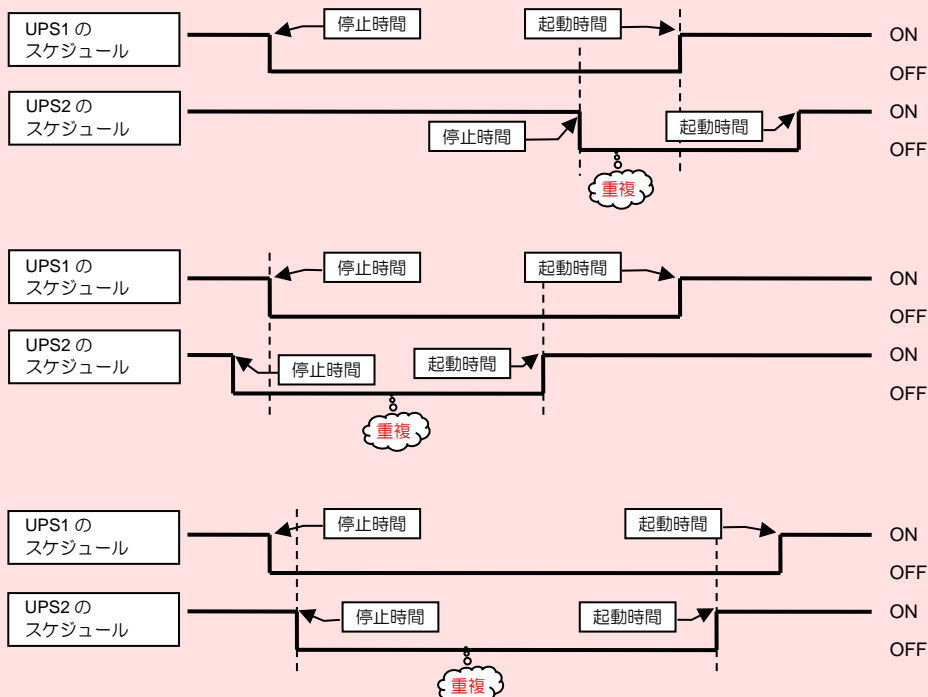 UPS1 の
スケジュール
停止時間
起動時間
ON
OFF
UPS2 の
スケジュール
停止時間
起動時間
ON
OFF
重複
UPS1 の
スケジュール
停止時間
起動時間
ON
OFF
UPS2 の
スケジュール
停止時間
起動時間
ON
OFF
重複
UPS1 の
スケジュール
停止時間
起動時間
ON
OFF
UPS2 の
スケジュール
停止時間
起動時間
ON
OFF
重複